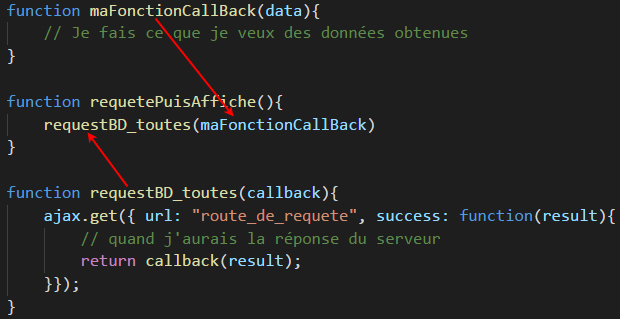 function maFonctionCallBack(data){
// Je fais ce que je veux des données obtenues
}
function requetePuisAffiche(){
requestBD_toutes(maFonctionCallBack)
}
function requestBD_toutes(callback){
ajax.get({ url: "route_de_requete", success: function(result){
// quand j'aurais la réponse du serveur
return callback(result);
}});
}